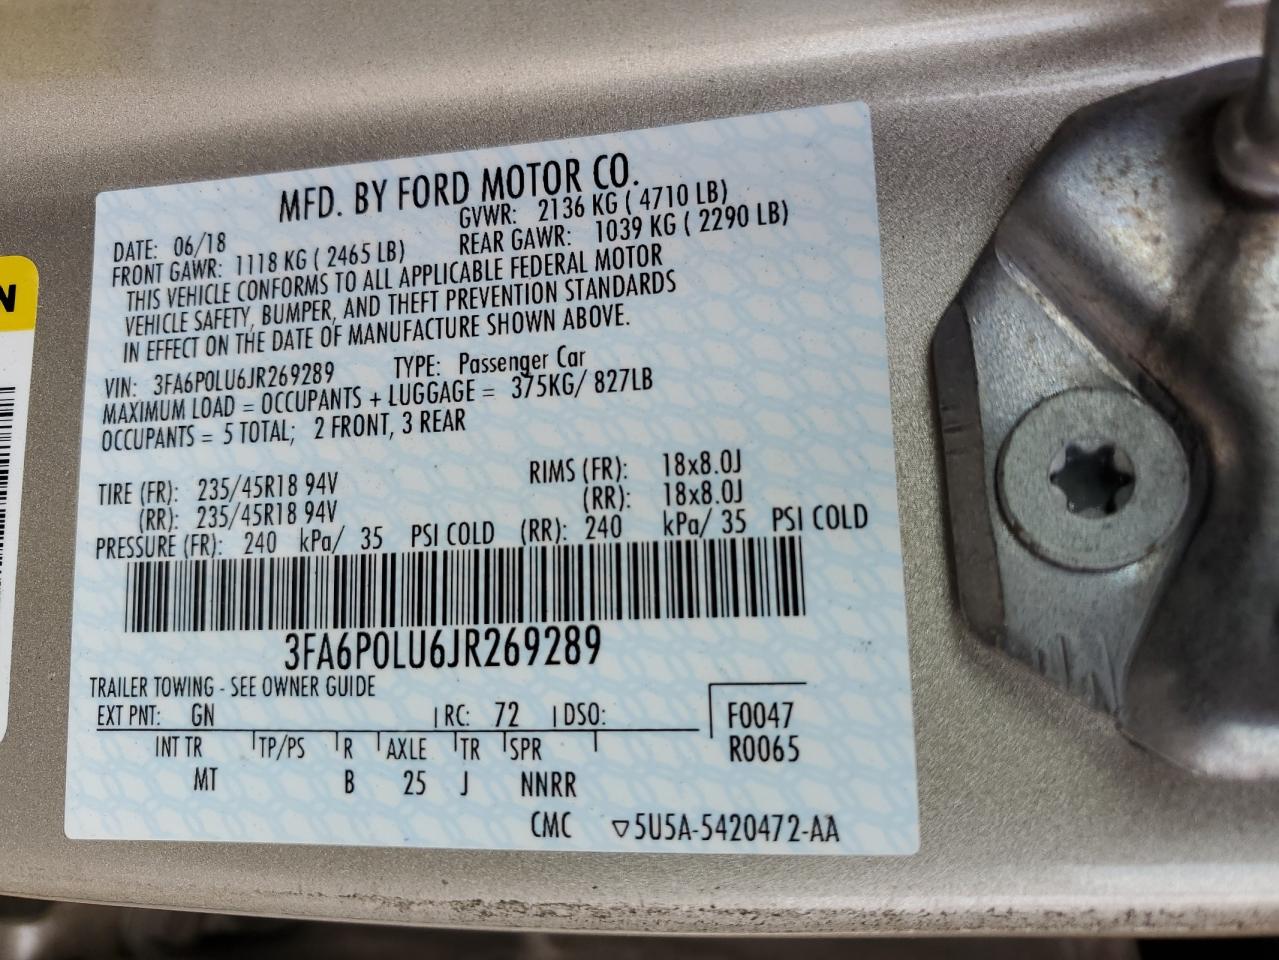 N
MFD. BY FORD MOTOR CO.
DATE: 06/18 GVWR: 2136 KG ( 4710 LB)
FRONT GAWR: 1118 KG ( 2465 LB) REAR GAWR: 1039 KG ( 2290 LB)
THIS VEHICLE CONFORMS TO ALL APPLICABLE FEDERAL MOTOR
VEHICLE SAFETY, BUMPER, AND THEFT PREVENTION STANDARDS
IN EFFECT ON THE DATE OF MANUFACTURE SHOWN ABOVE.
VIN: 3FA6P0LU6JR269289 TYPE: Passenger Car
MAXIMUM LOAD = OCCUPANTS + LUGGAGE = 375KG/ 827LB
OCCUPANTS = 5 TOTAL; 2 FRONT, 3 REAR
TIRE (FR): 235/45R18 94V RIMS (FR): 18x8.0J
(RR): 235/45R18 94V (RR): 18x8.0J
PRESSURE (FR): 240 kPa/ 35 PSI COLD (RR): 240 kPa/ 35 PSI COLD
3FA6P0LU6JR269289
TRAILER TOWING - SEE OWNER GUIDE
EXT PNT: GN RC: 72 DSO: F0047
INT TR TP/PS R AXLE TR SPR R0065
MT B 25 J NNRR
CMC ▽5U5A-5420472-AA